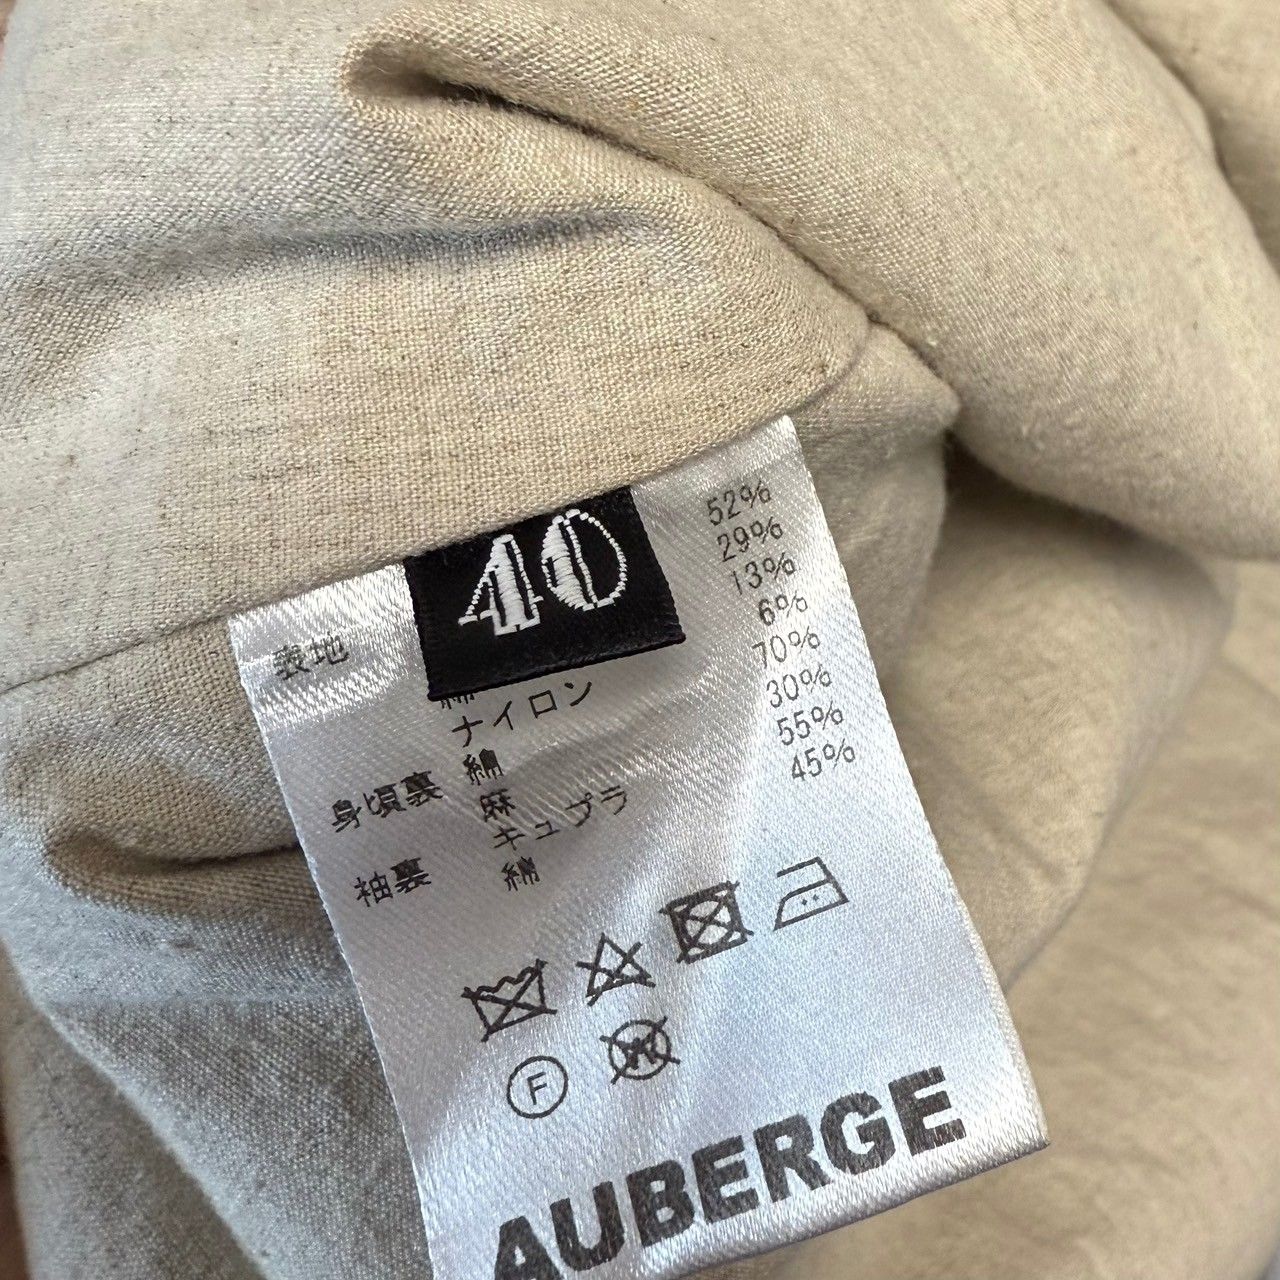 40
表地 52%
29%
綿 13%
ナイロン 6%
身頃裏 綿 70%
麻 30%
袖裏 キュプラ 55%
綿 45%
F
W
AUBERGE